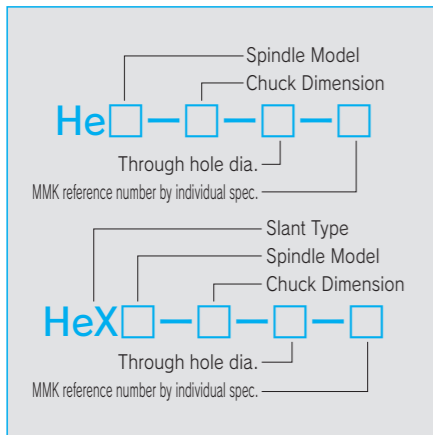 Spindle Model
Chuck Dimension
He□—□—□—□
Through hole dia.
MMK reference number by individual spec.
Slant Type
Spindle Model
Chuck Dimension
HeX□—□—□—□
Through hole dia.
MMK reference number by individual spec.